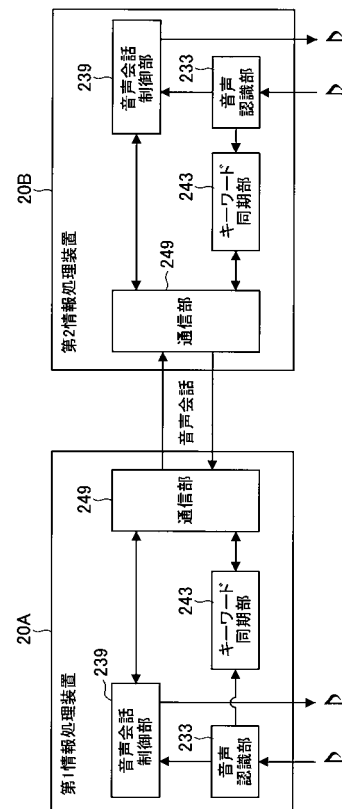 20A
第1情報処理装置
239
音声会話
制御部
233
音声
認識部
243
キーワード
同期部
249
通信部
音声会話
20B
第2情報処理装置
249
通信部
239
音声会話
制御部
243
キーワード
同期部
233
音声
認識部